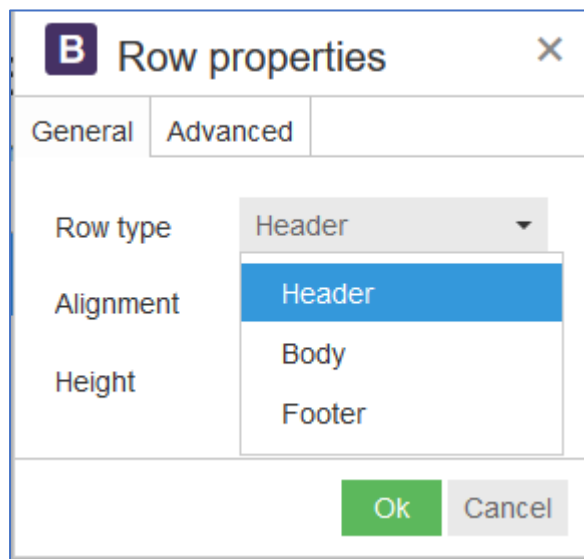 B Row properties ×
General Advanced
Row type Header
Header
Alignment
Body
Height
Footer
Ok Cancel